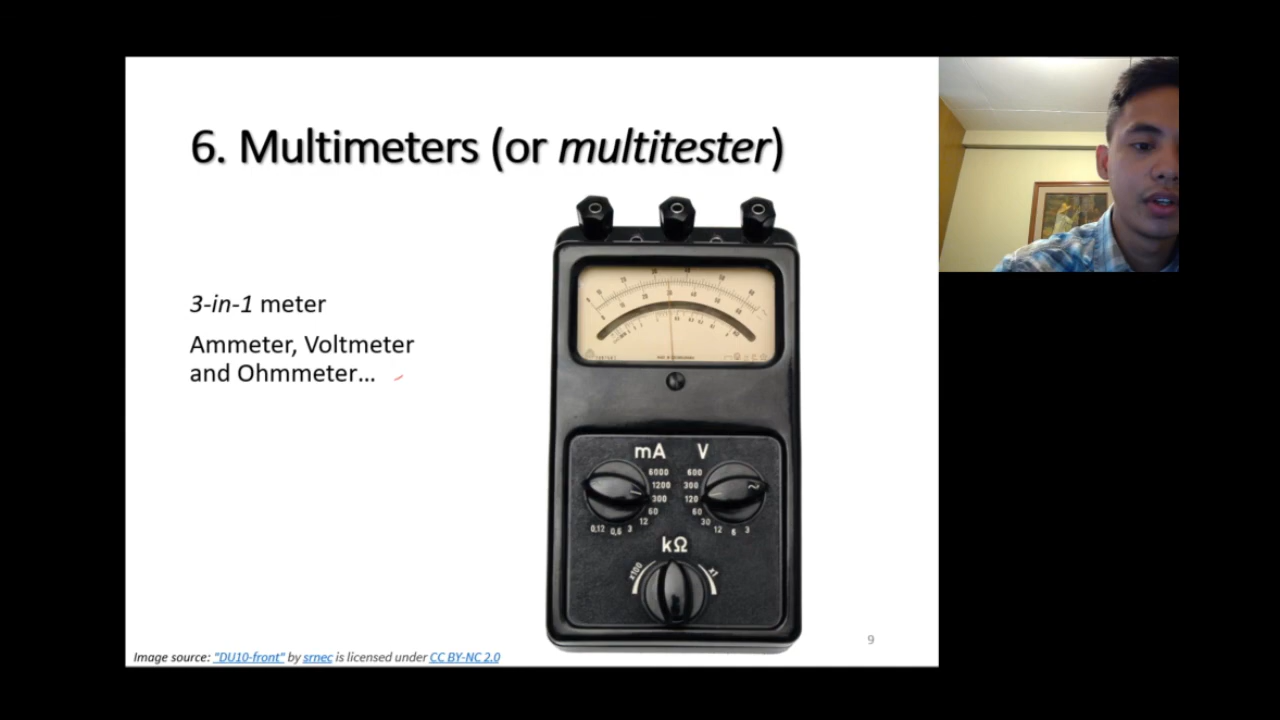 6. Multimeters (or multitester)
3-in-1 meter
Ammeter, Voltmeter
and Ohmmeter...
mA V
6000 600
1200 300
300 120
60 60
12 30
0,12 0,6 3 12 6 3
kΩ
x100 x1
9
Image source: "DU10-front" by srnec is licensed under CC BY-NC 2.0